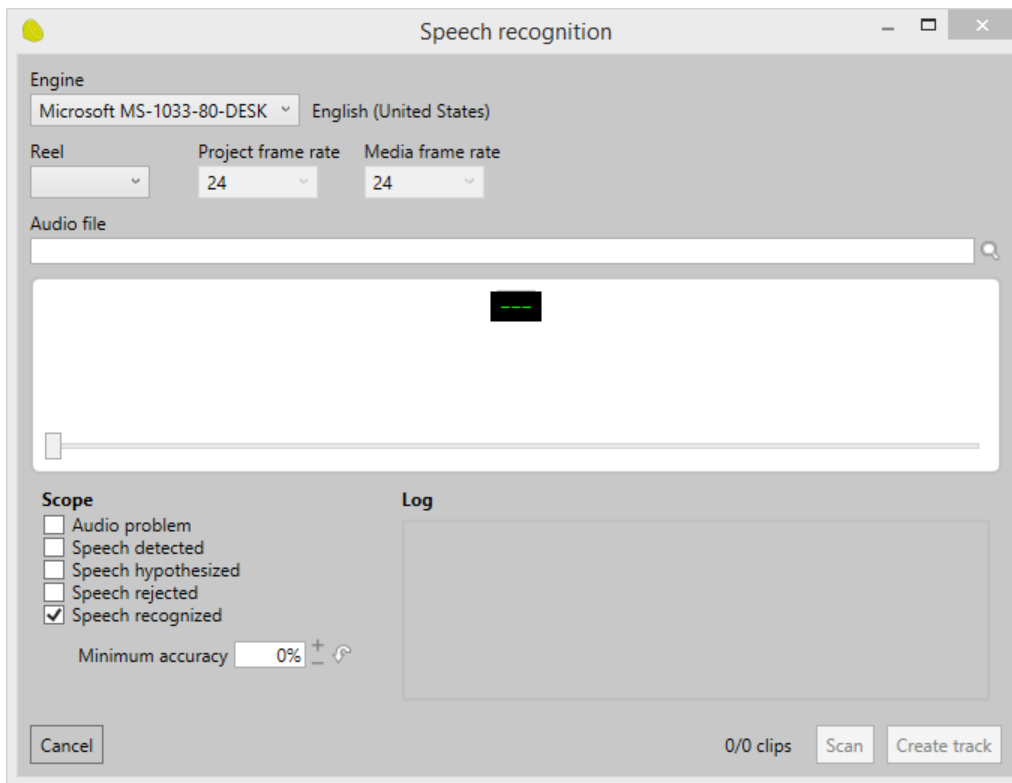 Speech recognition
Engine
Microsoft MS-1033-80-DESK English (United States)
Reel Project frame rate Media frame rate
24 24
Audio file
---
Scope Log
Audio problem
Speech detected
Speech hypothesized
Speech rejected
Speech recognized
Minimum accuracy 0%
Cancel 0/0 clips Scan Create track